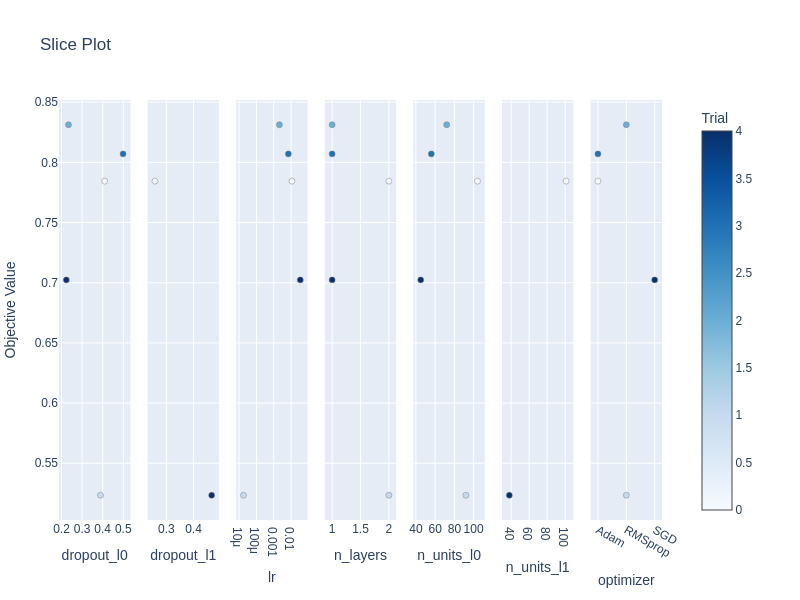 Slice Plot
Objective Value
0.85
0.8
0.75
0.7
0.65
0.6
0.55
0.2 0.3 0.4 0.5
dropout_l0
0.3 0.4
dropout_l1
10μ 100μ 0.001 0.01
lr
1 1.5 2
n_layers
40 60 80 100
n_units_l0
40 60 80 100
n_units_l1
Adam RMSprop SGD
optimizer
Trial
4
3.5
3
2.5
2
1.5
1
0.5
0